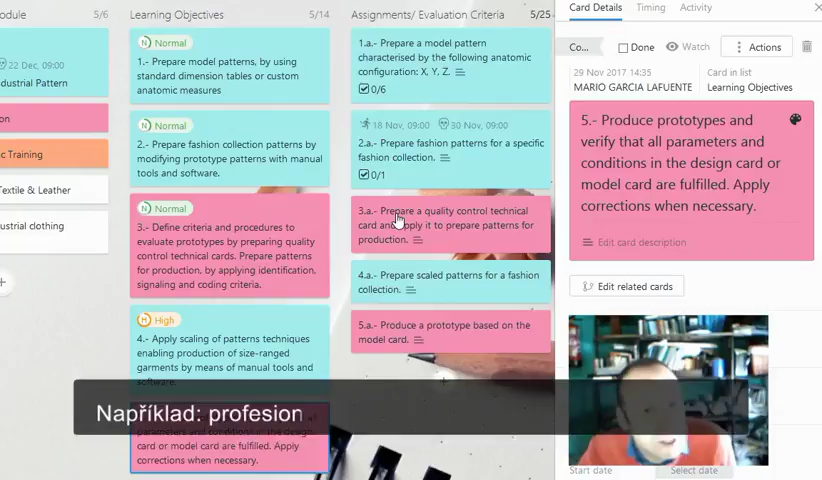 odule
5/6
Learning Objectives
5/14
Assignments/ Evaluation Criteria
5/25
Card Details
Timing
Activity
22 Dec, 09:00
ndustrial Pattern
on
c Training
Textile & Leather
ustrial clothing
N Normal
1.- Prepare model patterns, by using
standard dimension tables or custom
anatomic measures
N Normal
2.- Prepare fashion collection patterns by
modifying prototype patterns with manual
tools and software.
N Normal
3.- Define criteria and procedures to
evaluate prototypes by preparing quality
control technical cards. Prepare patterns
for production, by applying identification,
signaling and coding criteria.
H High
4.- Apply scaling of patterns techniques
enabling production of size-ranged
garments by means of manual tools and
software.
parameters and conditions in the design
card or model card are fulfilled. Apply
corrections when necessary.
1.a.- Prepare a model pattern
characterised by the following anatomic
configuration: X, Y, Z.
0/6
18 Nov, 09:00
30 Nov, 09:00
2.a.- Prepare fashion patterns for a specific
fashion collection.
0/1
3.a.- Prepare a quality control technical
card and apply it to prepare patterns for
production.
4.a.- Prepare scaled patterns for a fashion
collection.
5.a.- Produce a prototype based on the
model card.
Co...
Done
Watch
Actions
29 Nov 2017 14:35
MARIO GARCIA LAFUENTE
Card in list
Learning Objectives
5.- Produce prototypes and
verify that all parameters and
conditions in the design card or
model card are fulfilled. Apply
corrections when necessary.
Edit card description
Edit related cards
Start date
Select date
Například: profesion